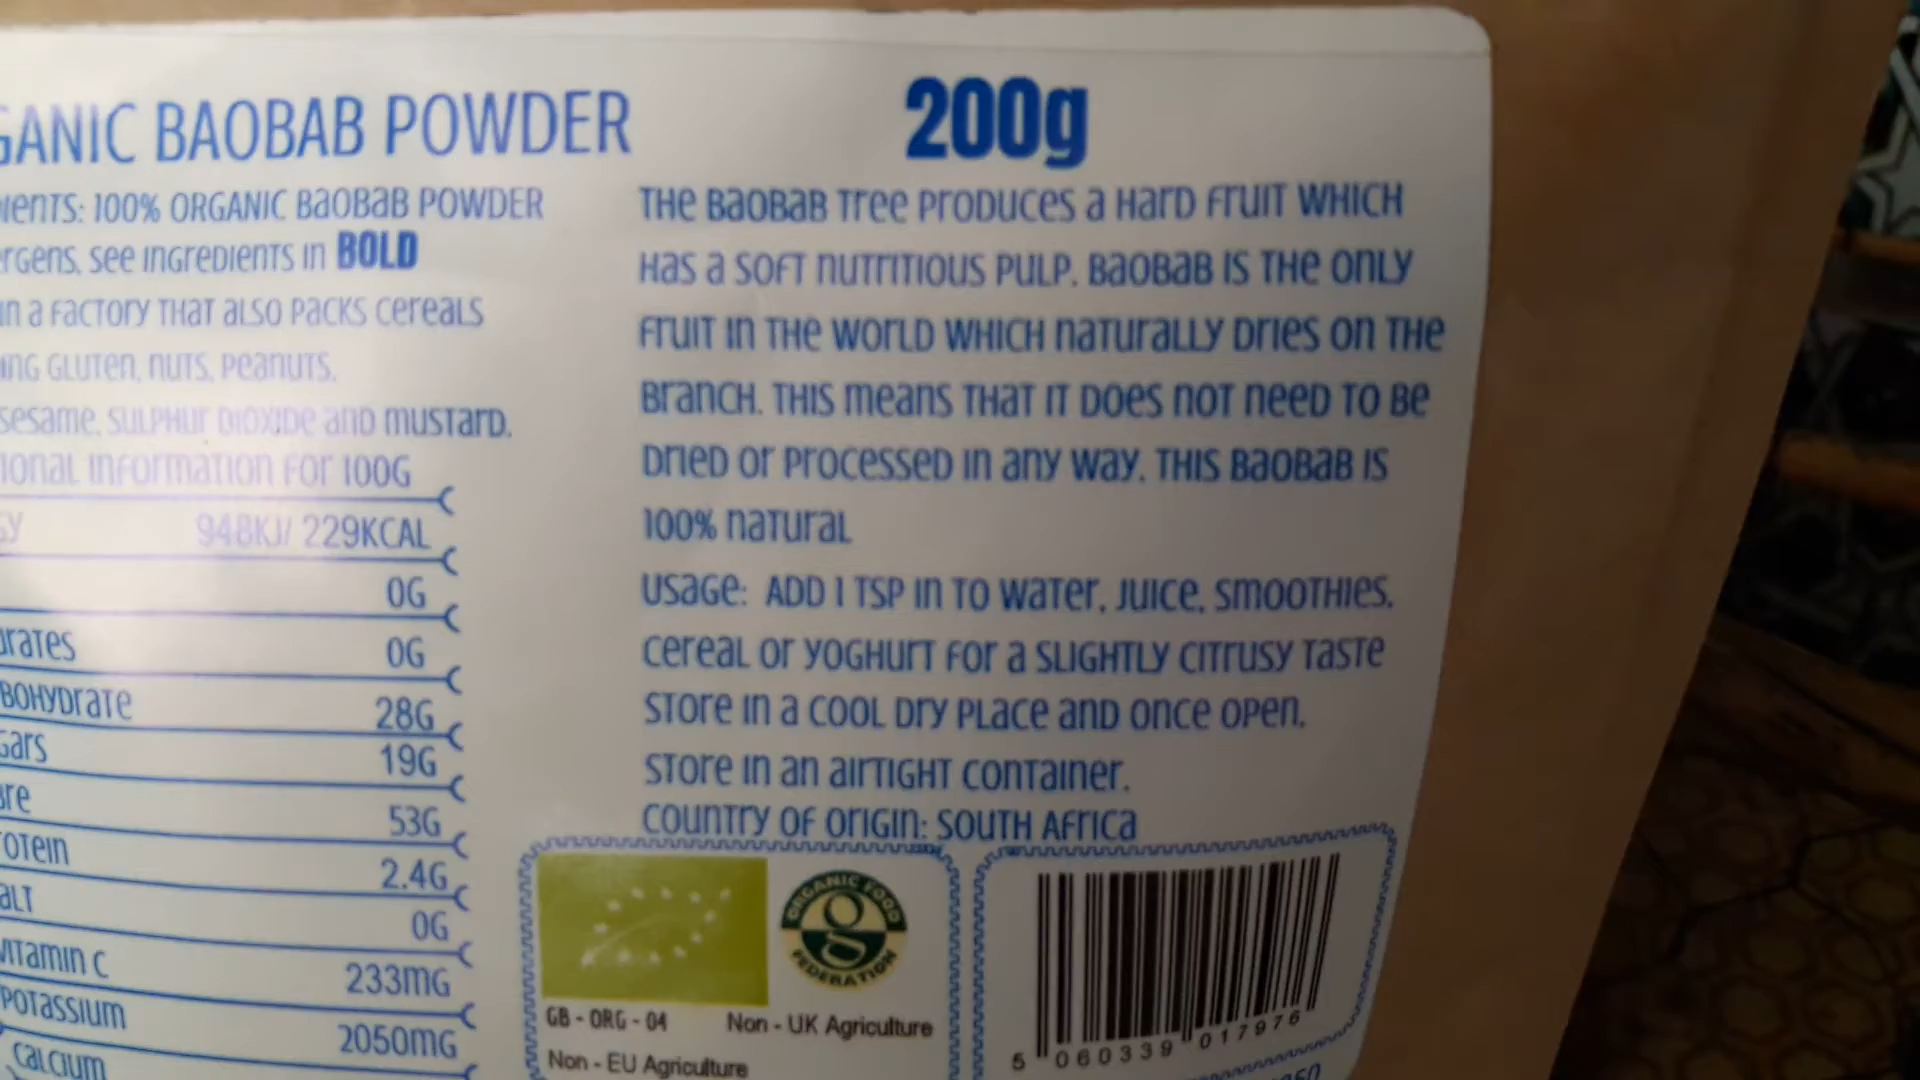 GANIC BAOBAB POWDER
200g
IENTS: 100% ORGANIC BAOBAB POWDER
ERGENS, SEE INGREDIENTS IN BOLD
IN A FACTORY THAT ALSO PACKS CEREALS
ING GLUTEN, NUTS, PEANUTS,
SESAME, SULPHUR DIOXIDE AND MUSTARD.
IONAL INFORMATION FOR 100G
GY 948KJ/ 229KCAL
0G
DRATES 0G
BOHYDRATE 28G
GARS 19G
BRE 53G
ROTEIN 2.4G
ALT 0G
VITAMIN C 233MG
POTASSIUM 2050MG
CALCIUM
THE BAOBAB TREE PRODUCES A HARD FRUIT WHICH
HAS A SOFT NUTRITIOUS PULP. BAOBAB IS THE ONLY
FRUIT IN THE WORLD WHICH NATURALLY DRIES ON THE
BRANCH. THIS MEANS THAT IT DOES NOT NEED TO BE
DRIED OR PROCESSED IN ANY WAY. THIS BAOBAB IS
100% NATURAL
USAGE: ADD 1 TSP IN TO WATER, JUICE, SMOOTHIES,
CEREAL OR YOGHURT FOR A SLIGHTLY CITRUSY TASTE
STORE IN A COOL DRY PLACE AND ONCE OPEN,
STORE IN AN AIRTIGHT CONTAINER.
COUNTRY OF ORIGIN: SOUTH AFRICA
ORGANIC FOOD
FEDERATION
GB - ORG - 04 Non - UK Agriculture
Non - EU Agriculture
5 060339 017976